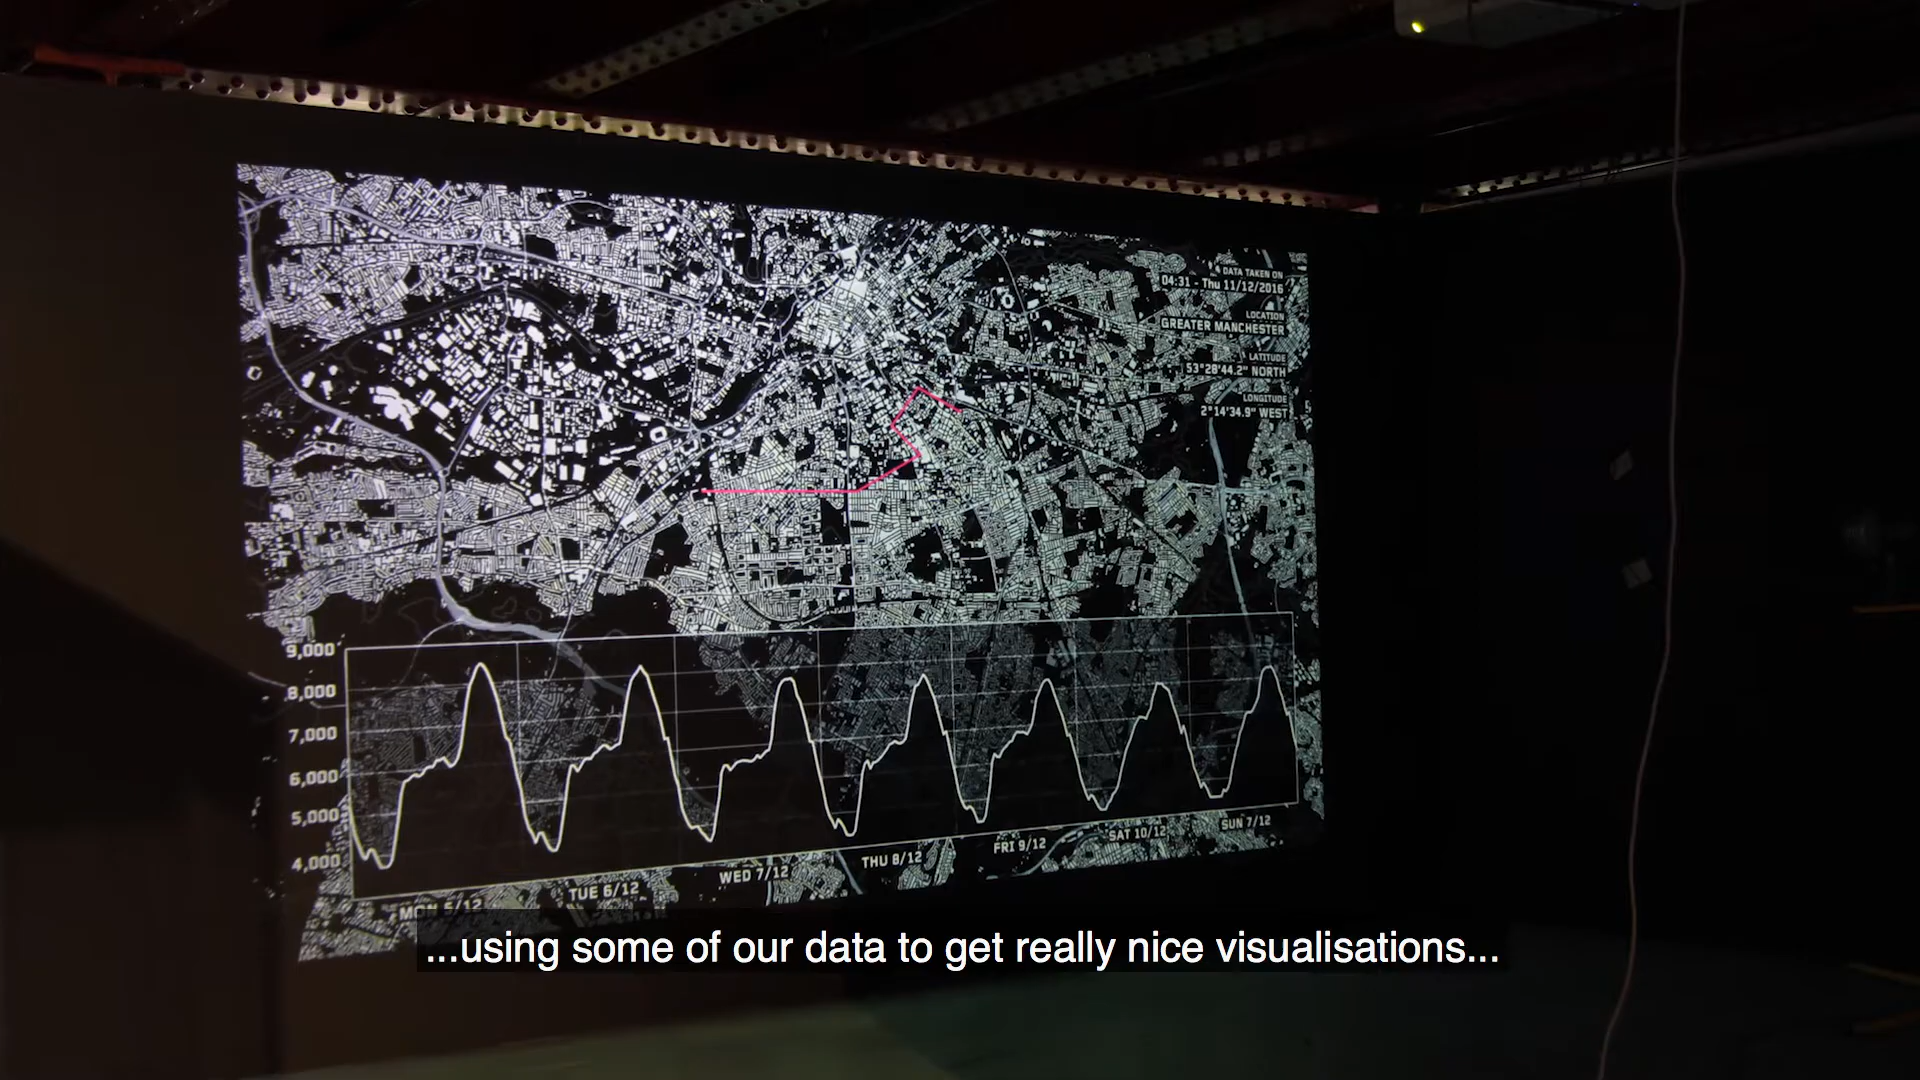 DATA TAKEN ON
04:31 - Thu 11/12/2016
LOCATION
GREATER MANCHESTER
LATITUDE
53°28'44.2" NORTH
LONGITUDE
2°14'34.9" WEST
9,000
8,000
7,000
6,000
5,000
4,000
MON 5/12
TUE 6/12
WED 7/12
THU 8/12
FRI 9/12
SAT 10/12
SUN 7/12
...using some of our data to get really nice visualisations...